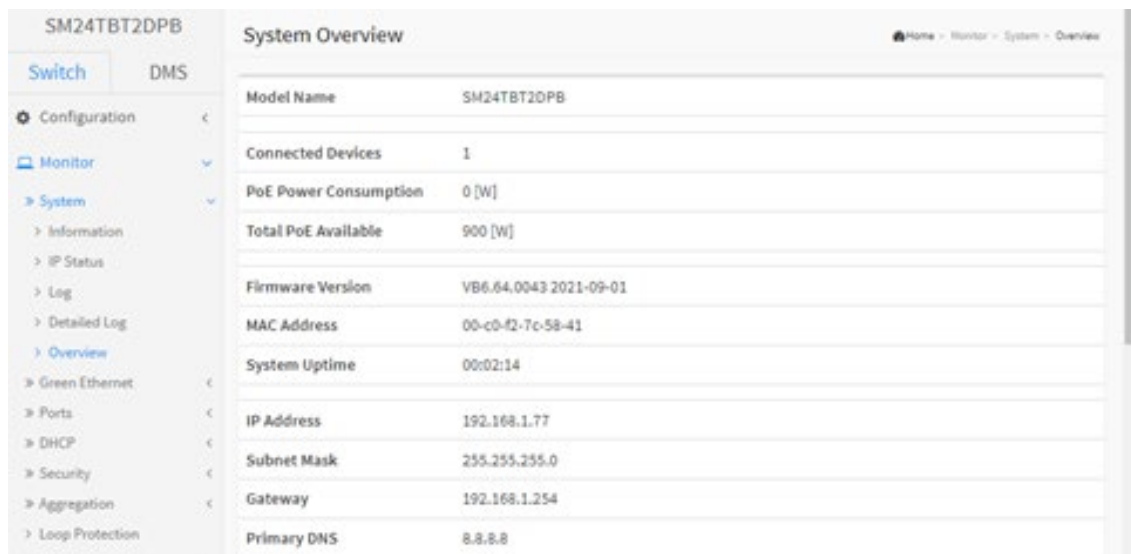 SM24TBT2DPB
Switch DMS
Configuration
Monitor
System
Information
IP Status
Log
Detailed Log
Overview
Green Ethernet
Ports
DHCP
Security
Aggregation
Loop Protection
System Overview
Home > Monitor > System > Overview
Model Name SM24TBT2DPB
Connected Devices 1
PoE Power Consumption 0 [W]
Total PoE Available 900 [W]
Firmware Version VB6.64.0043 2021-09-01
MAC Address 00-c0-f2-7c-58-41
System Uptime 00:02:14
IP Address 192.168.1.77
Subnet Mask 255.255.255.0
Gateway 192.168.1.254
Primary DNS 8.8.8.8